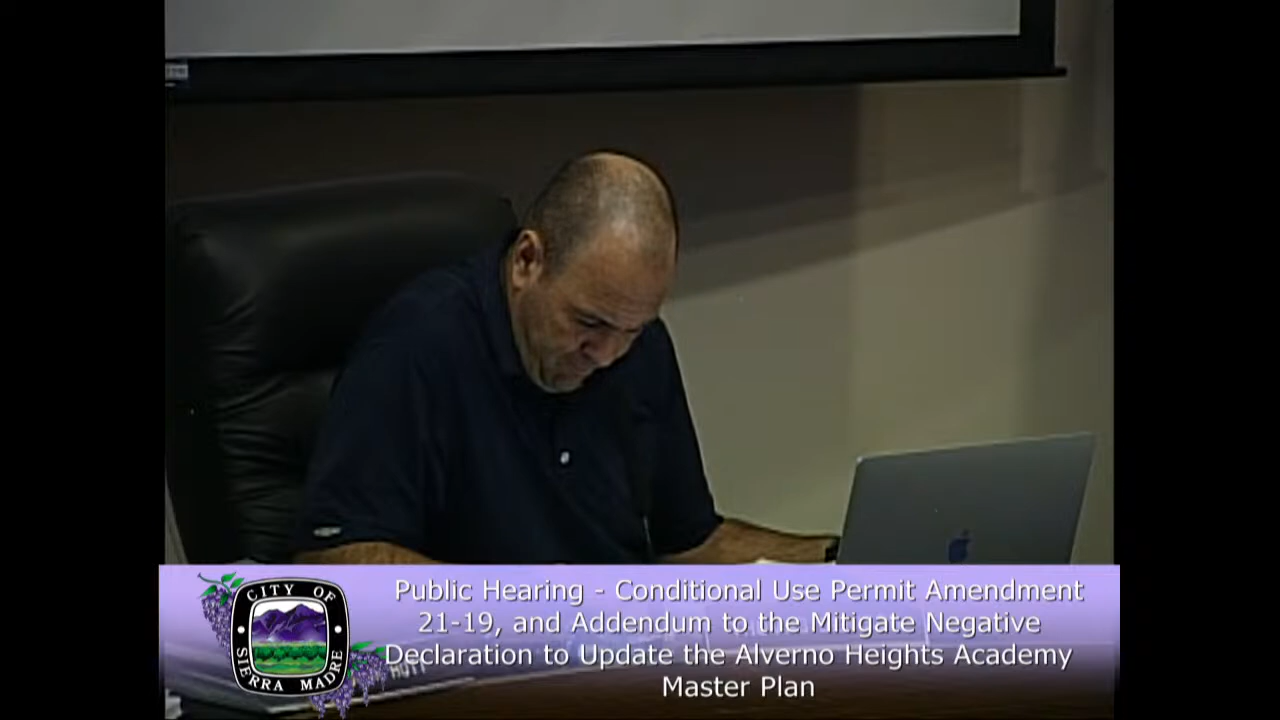 Public Hearing - Conditional Use Permit Amendment
21-19, and Addendum to the Mitigate Negative
Declaration to Update the Alverno Heights Academy
Master Plan
CITY OF
SIERRA MADRE